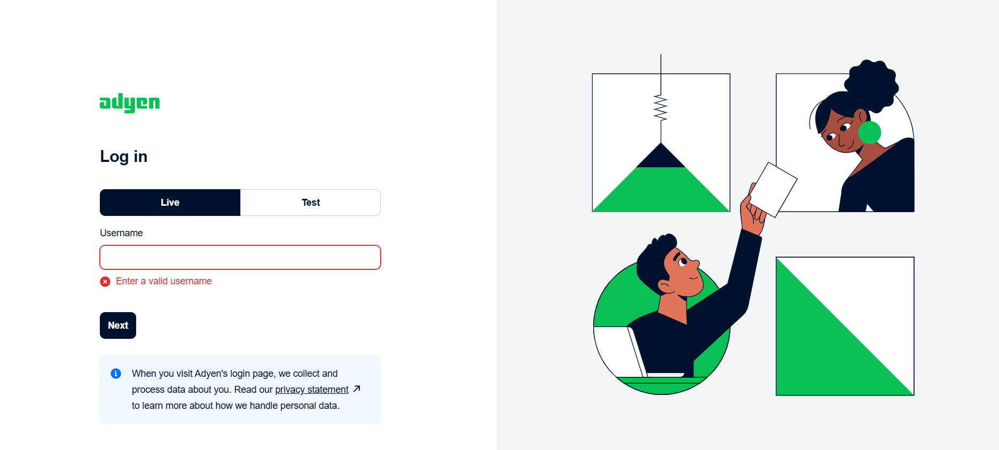 adyen
Log in
Live
Test
Username
Enter a valid username
Next
When you visit Adyen's login page, we collect and
process data about you. Read our privacy statement
to learn more about how we handle personal data.